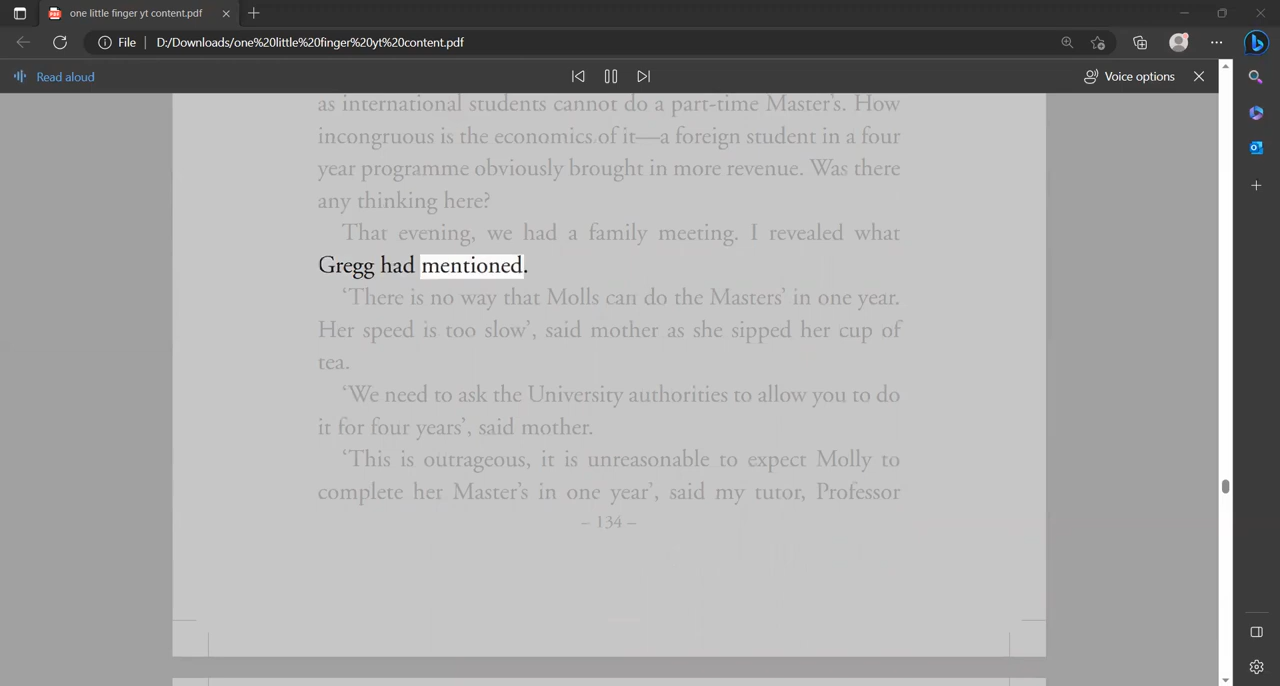 one little finger yt content.pdf
File
D:/Downloads/one%20little%20finger%20yt%20content.pdf
Read aloud
Voice options
as international students cannot do a part-time Master's. How
incongruous is the economics of it—a foreign student in a four
year programme obviously brought in more revenue. Was there
any thinking here?
That evening, we had a family meeting. I revealed what
Gregg had mentioned.
‘There is no way that Molls can do the Masters’ in one year.
Her speed is too slow’, said mother as she sipped her cup of
tea.
‘We need to ask the University authorities to allow you to do
it for four years’, said mother.
‘This is outrageous, it is unreasonable to expect Molly to
complete her Master’s in one year’, said my tutor, Professor
– 134 –